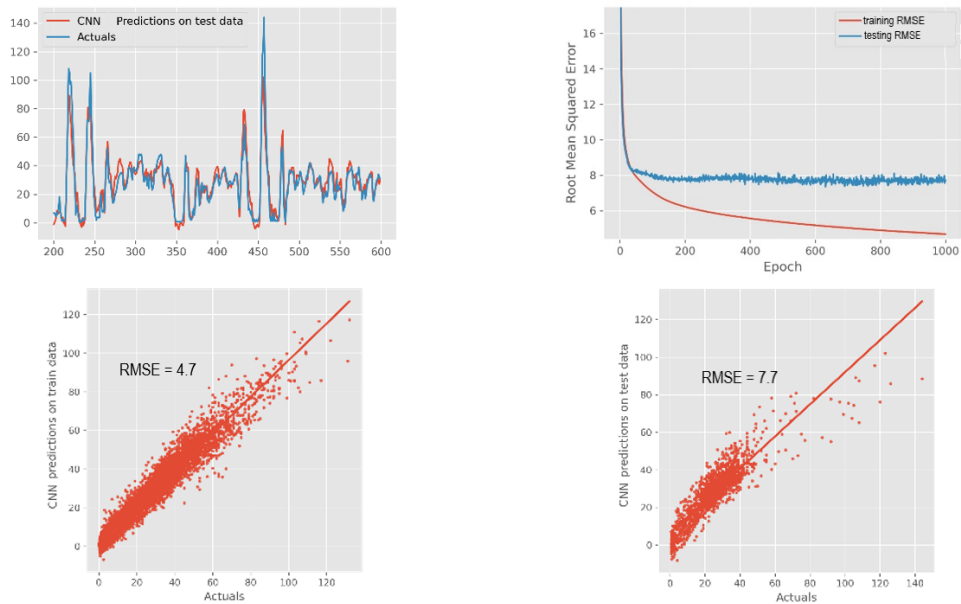 CNN Predictions on test data
Actuals
140
120
100
80
60
40
20
0
200 250 300 350 400 450 500 550 600
training RMSE
testing RMSE
Root Mean Squared Error
16
14
12
10
8
6
0 200 400 600 800 1000
Epoch
CNN predictions on train data
120
100
80
60
40
20
0
RMSE = 4.7
0 20 40 60 80 100 120
Actuals
CNN predictions on test data
120
100
80
60
40
20
0
RMSE = 7.7
0 20 40 60 80 100 120 140
Actuals